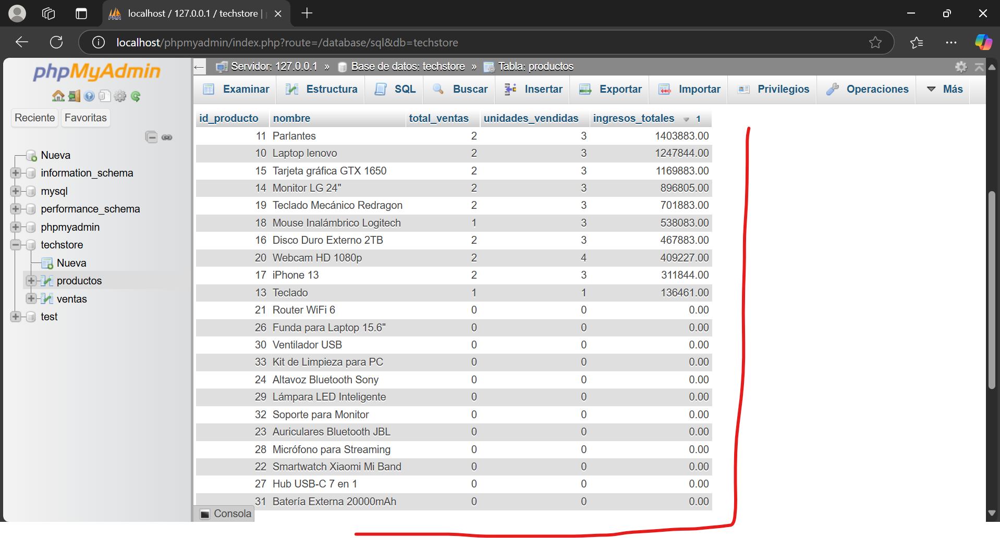 localhost / 127.0.0.1 / techstore |
localhost/phpmyadmin/index.php?route=/database/sql&db=techstore
phpMyAdmin
Reciente Favoritas
Nueva
information_schema
mysql
performance_schema
phpmyadmin
techstore
Nueva
productos
ventas
test
Servidor: 127.0.0.1 » Base de datos: techstore » Tabla: productos
Examinar Estructura SQL Buscar Insertar Exportar Importar Privilegios Operaciones Más
id_producto nombre total_ventas unidades_vendidas ingresos_totales 1
11 Parlantes 2 3 1403883.00
10 Laptop lenovo 2 3 1247844.00
15 Tarjeta gráfica GTX 1650 2 3 1169883.00
14 Monitor LG 24" 2 3 896805.00
19 Teclado Mecánico Redragon 2 3 701883.00
18 Mouse Inalámbrico Logitech 1 3 538083.00
16 Disco Duro Externo 2TB 2 3 467883.00
20 Webcam HD 1080p 2 4 409227.00
17 iPhone 13 2 3 311844.00
13 Teclado 1 1 136461.00
21 Router WiFi 6 0 0 0.00
26 Funda para Laptop 15.6" 0 0 0.00
30 Ventilador USB 0 0 0.00
33 Kit de Limpieza para PC 0 0 0.00
24 Altavoz Bluetooth Sony 0 0 0.00
29 Lámpara LED Inteligente 0 0 0.00
32 Soporte para Monitor 0 0 0.00
23 Auriculares Bluetooth JBL 0 0 0.00
28 Micrófono para Streaming 0 0 0.00
22 Smartwatch Xiaomi Mi Band 0 0 0.00
27 Hub USB-C 7 en 1 0 0 0.00
31 Batería Externa 20000mAh 0 0 0.00
Consola